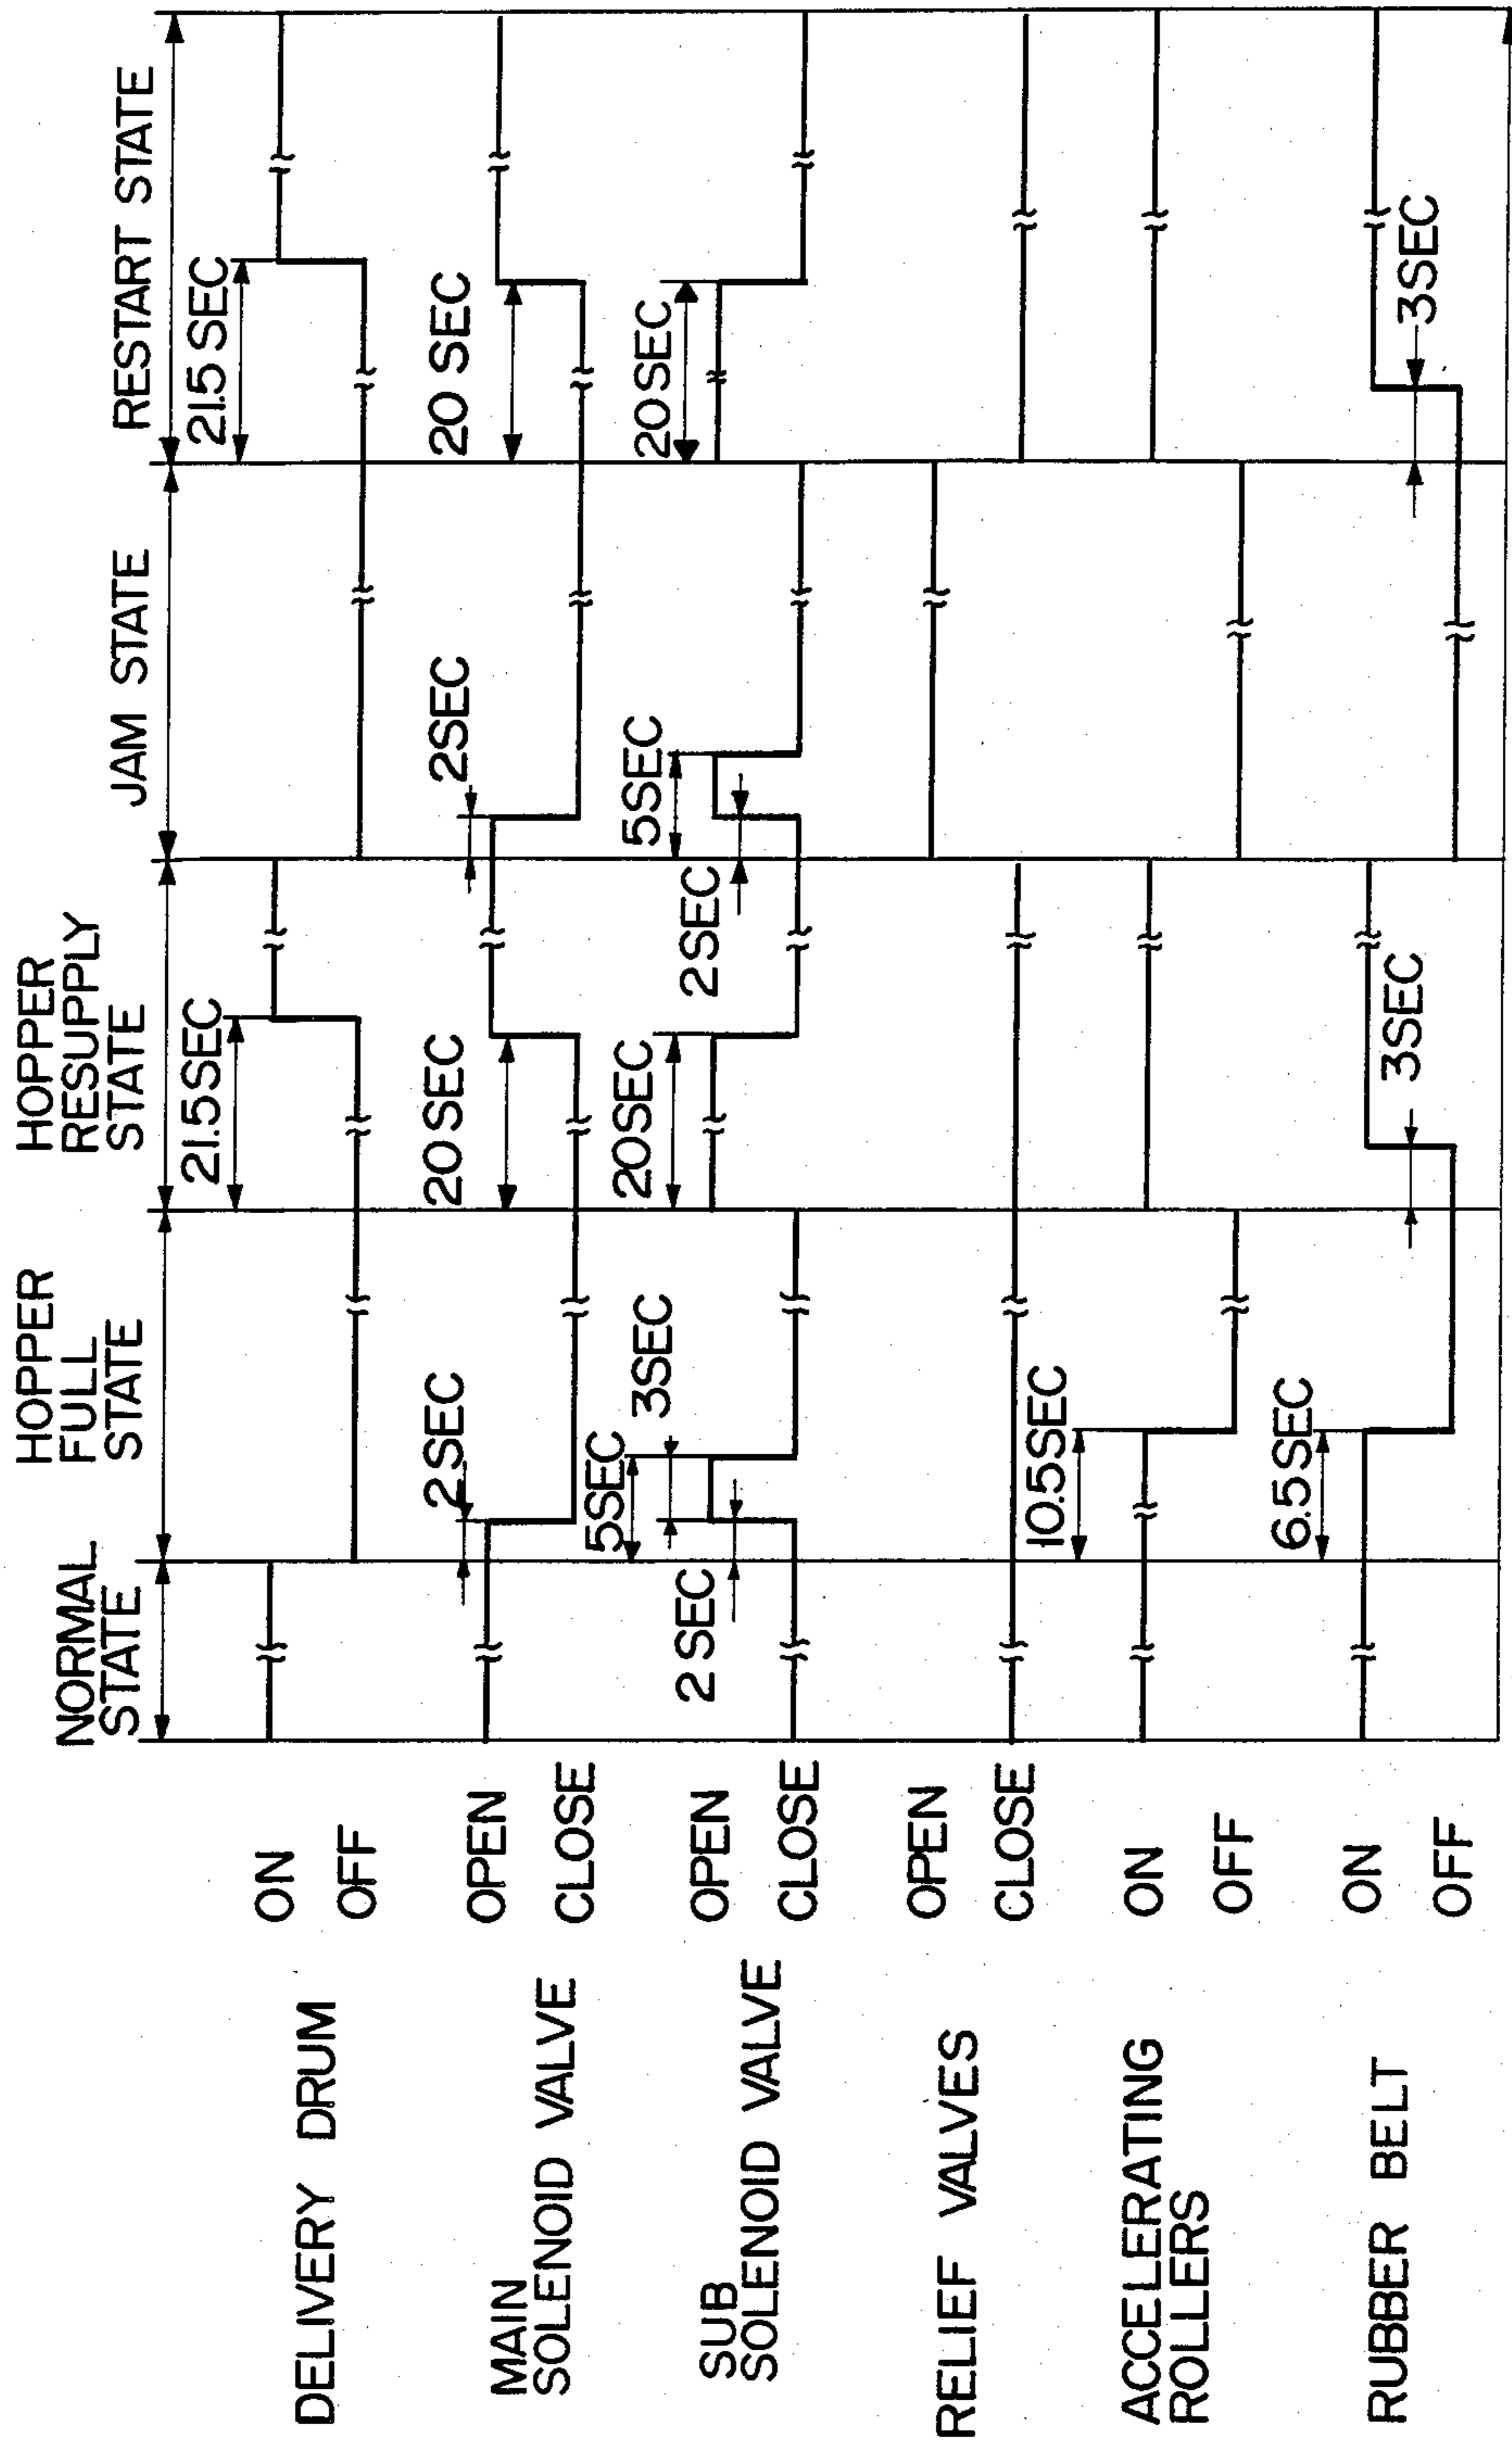 NORMAL
STATE
HOPPER
FULL
STATE
HOPPER
RESUPPLY
STATE
JAM STATE
RESTART STATE
DELIVERY DRUM
ON
OFF
21.5SEC
21.5 SEC
MAIN
SOLENOID VALVE
OPEN
CLOSE
2SEC
20SEC
2SEC
20 SEC
SUB
SOLENOID VALVE
OPEN
CLOSE
2 SEC
5SEC
3SEC
20SEC
2SEC
5SEC
20SEC
RELIEF VALVES
OPEN
CLOSE
ACCELERATING
ROLLERS
ON
OFF
10.5SEC
RUBBER BELT
ON
OFF
6.5SEC
3SEC
3SEC